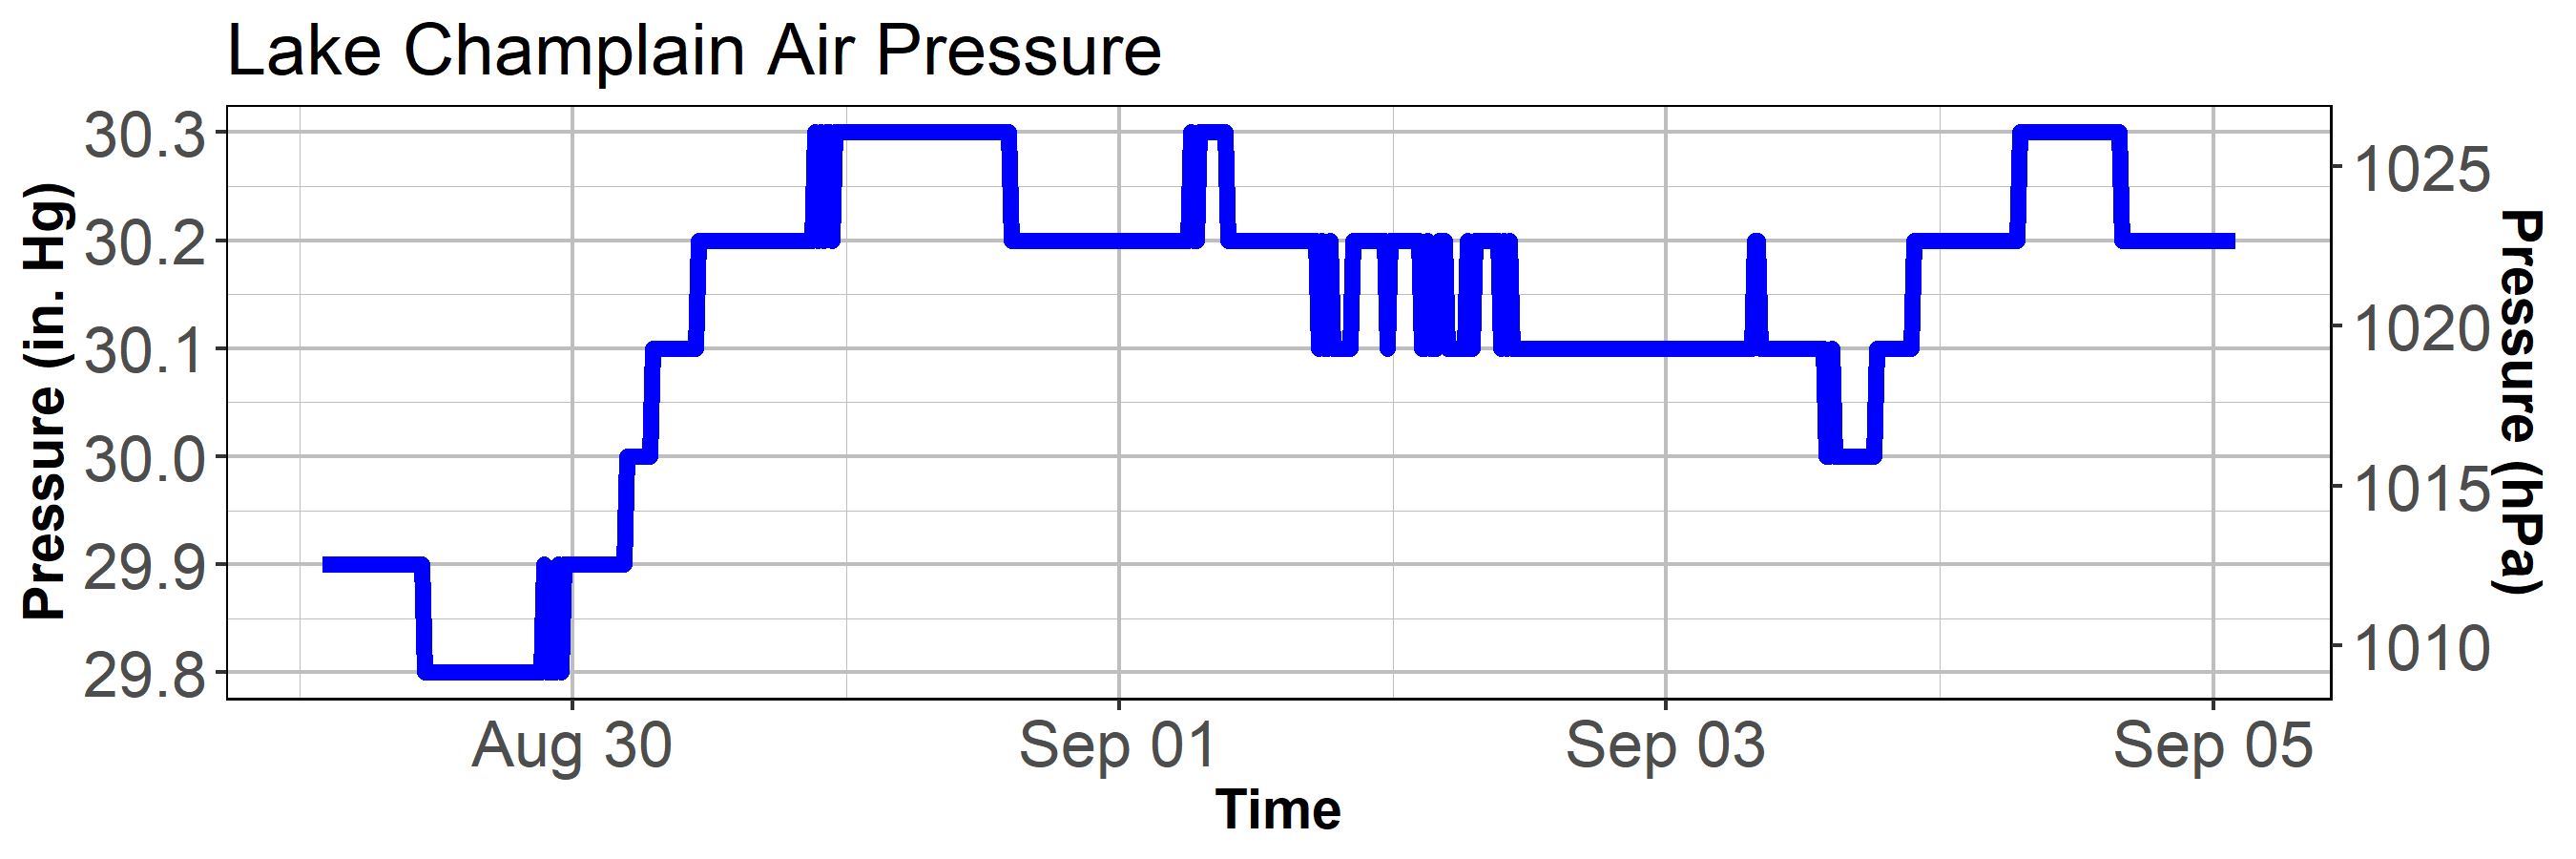 Lake Champlain Air Pressure
Pressure (in. Hg)
30.3
30.2
30.1
30.0
29.9
29.8
1025
1020
1015
1010
Pressure (hPa)
Aug 30 Sep 01 Sep 03 Sep 05
Time